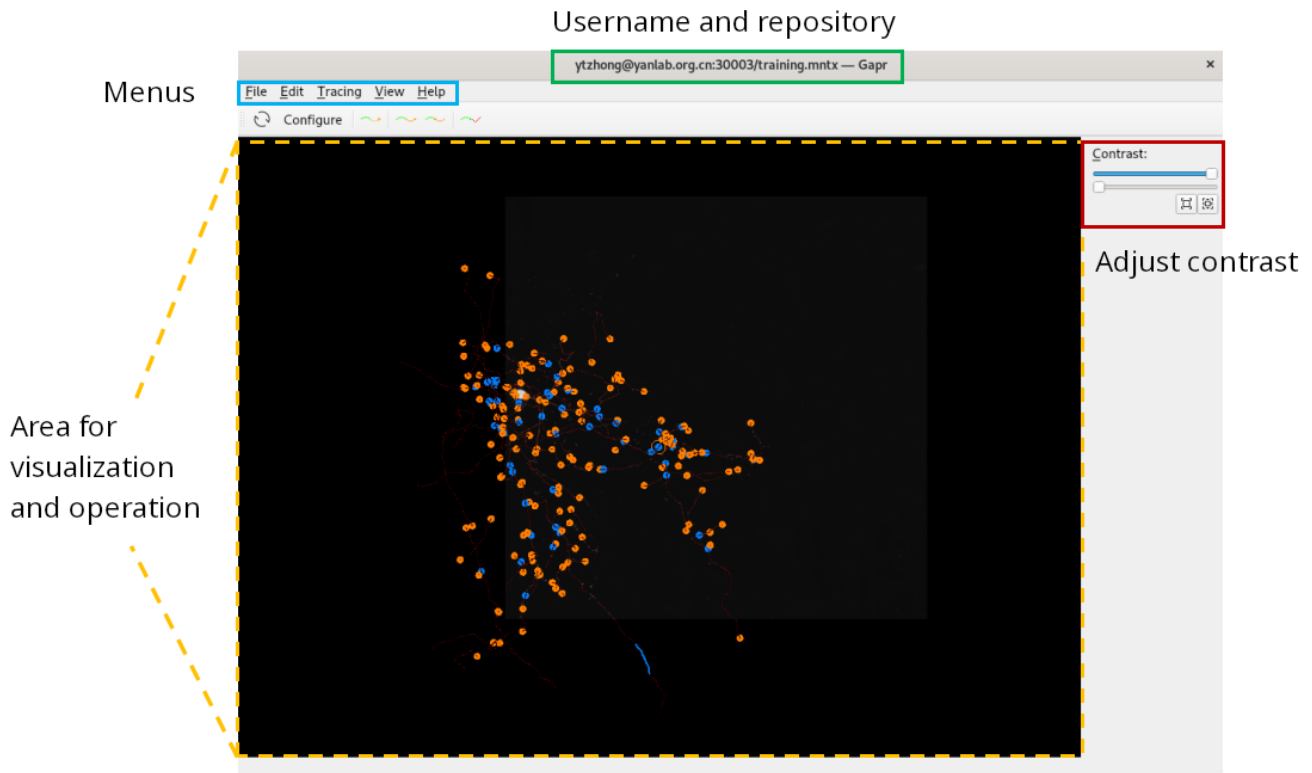 Username and repository
ytzhong@yanlab.org.cn:30003/training.mntx — Gapr
Menus
File Edit Tracing View Help
Configure
Contrast:
Adjust contrast
Area for
visualization
and operation